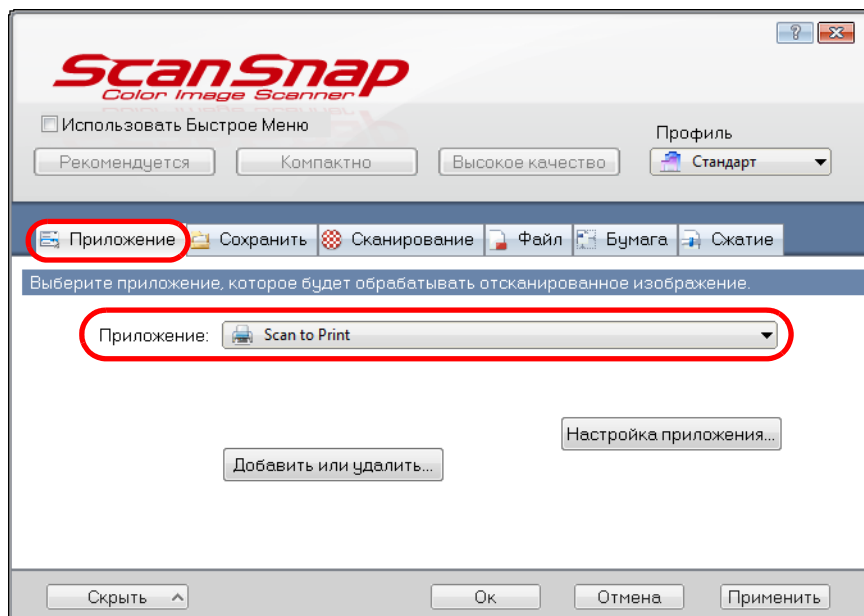 ScanSnap
Color Image Scanner
Использовать Быстрое Меню
Профиль
Рекомендуется Компактно Высокое качество Стандарт
Приложение Сохранить Сканирование Файл Бумага Сжатие
Выберите приложение, которое будет обрабатывать отсканированное изображение.
Приложение: Scan to Print
Настройка приложения...
Добавить или удалить...
Скрыть Ок Отмена Применить